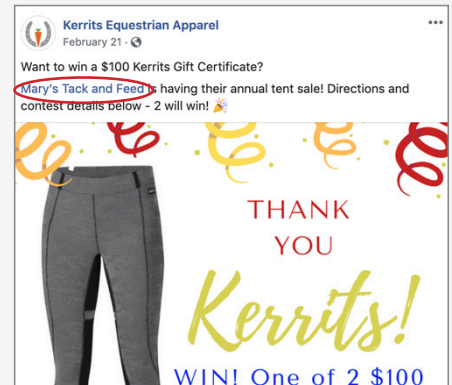 Kerrits Equestrian Apparel
February 21 ·
Want to win a $100 Kerrits Gift Certificate?
Mary's Tack and Feed is having their annual tent sale! Directions and
contest details below - 2 will win! 🎉
THANK
YOU
Kerrits!
WIN! One of 2 $100